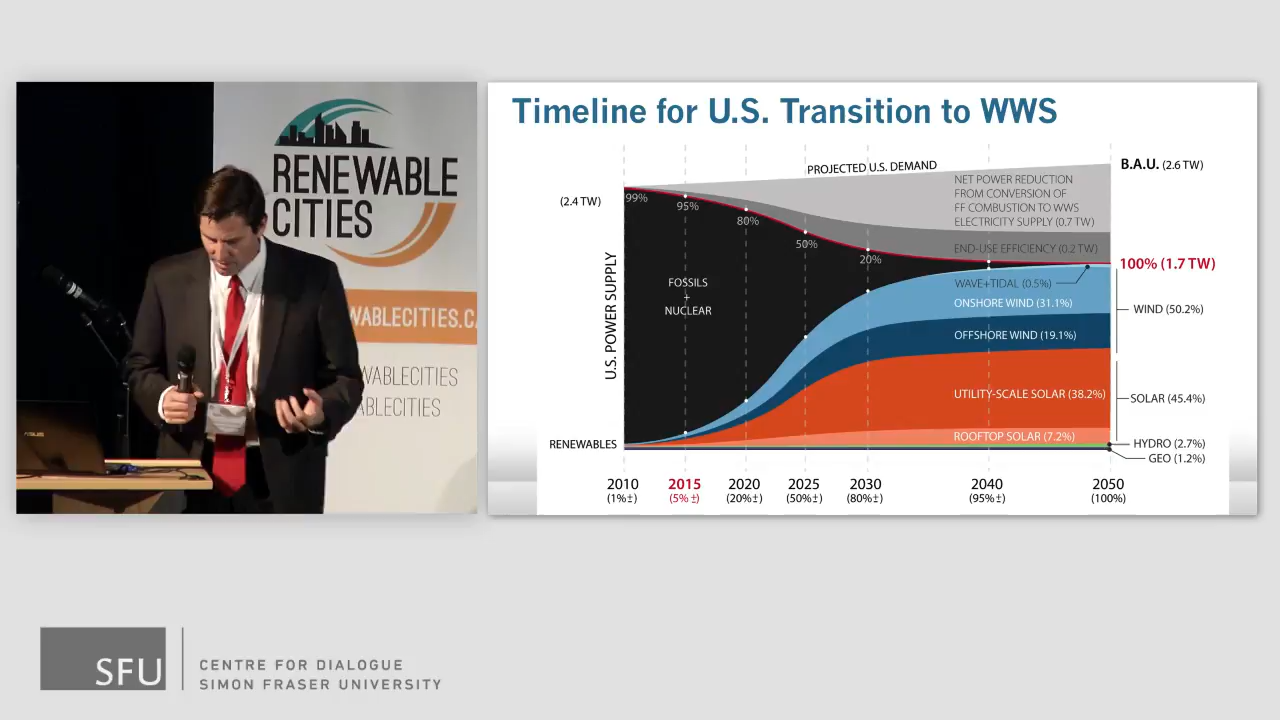 RENEWABLE
CITIES
WABLECITIES.C
WABLECITIES
ABLECITIES
ASUS
Timeline for U.S. Transition to WWS
PROJECTED U.S. DEMAND
B.A.U. (2.6 TW)
(2.4 TW)
99%
95%
80%
50%
20%
NET POWER REDUCTION
FROM CONVERSION OF
FF COMBUSTION TO WWS
ELECTRICITY SUPPLY (0.7 TW)
END-USE EFFICIENCY (0.2 TW)
100% (1.7 TW)
U.S. POWER SUPPLY
FOSSILS
+
NUCLEAR
WAVE+TIDAL (0.5%)
ONSHORE WIND (31.1%)
WIND (50.2%)
OFFSHORE WIND (19.1%)
UTILITY-SCALE SOLAR (38.2%)
SOLAR (45.4%)
ROOFTOP SOLAR (7.2%)
RENEWABLES
HYDRO (2.7%)
GEO (1.2%)
2010 2015 2020 2025 2030 2040 2050
(1%±) (5% ±) (20%±) (50%±) (80%±) (95%±) (100%)
SFU
CENTRE FOR DIALOGUE
SIMON FRASER UNIVERSITY